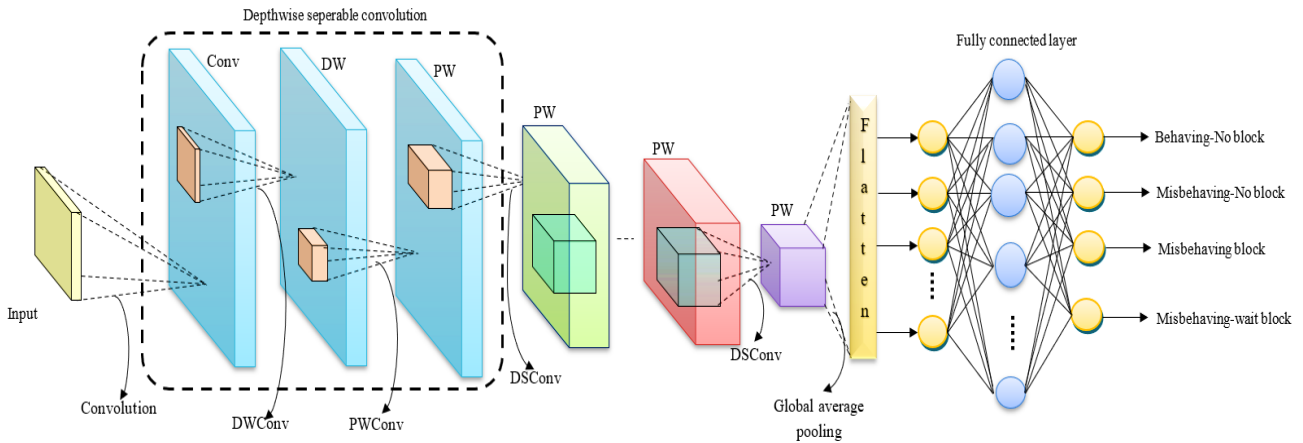 Depthwise seperable convolution
Fully connected layer
Conv
DW
PW
PW
PW
PW
Flatten
Behaving-No block
Misbehaving-No block
Misbehaving block
Misbehaving-wait block
Input
Convolution
DWConv
PWConv
DSConv
DSConv
Global average
pooling